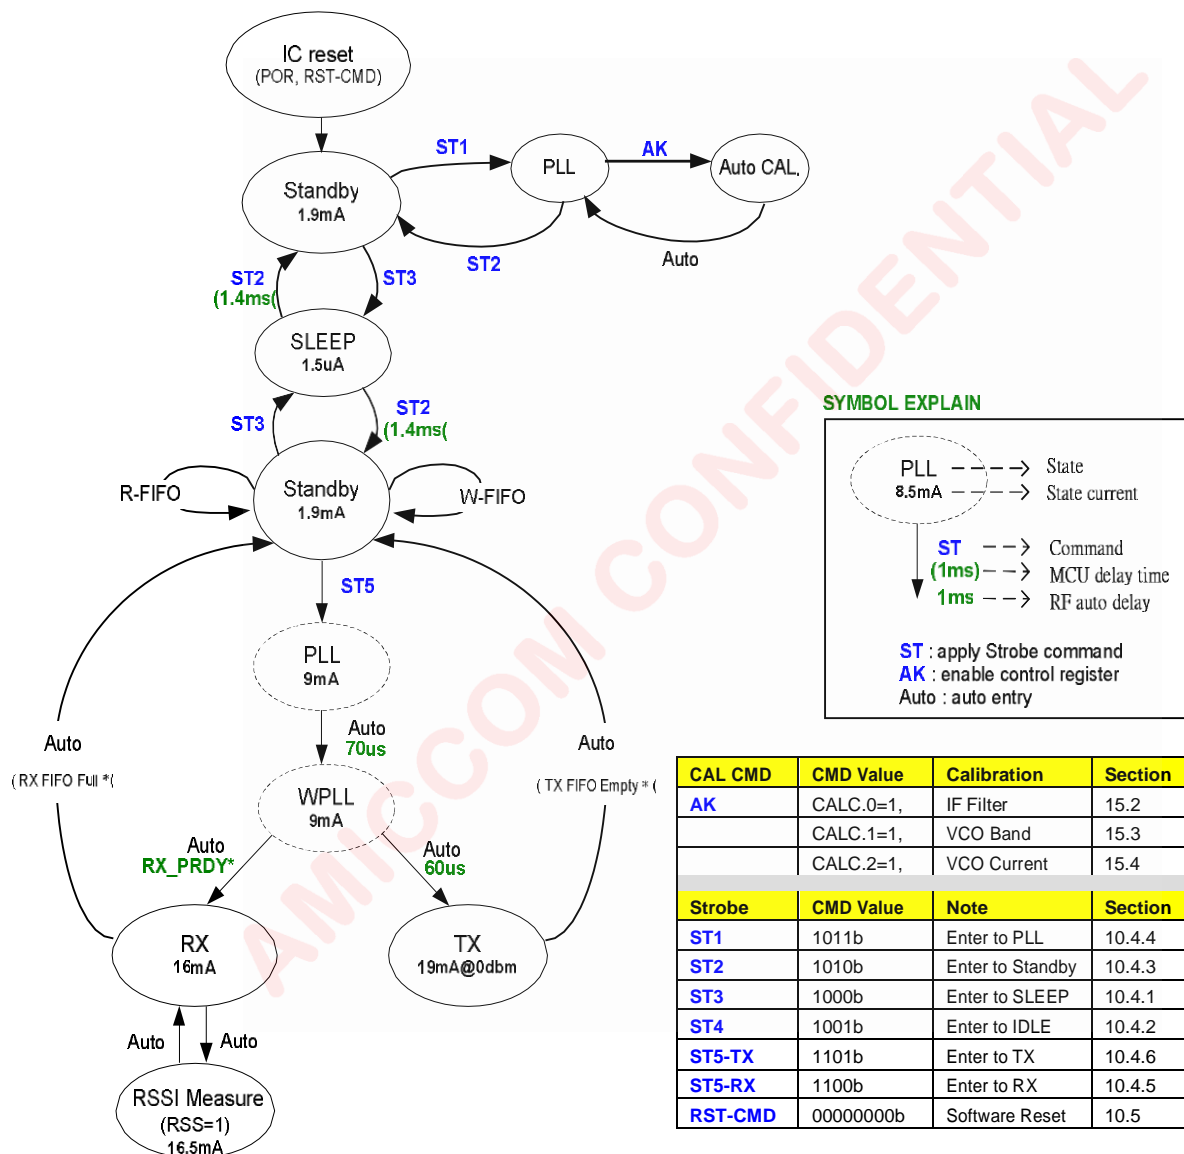 IC reset
(POR, RST-CMD)
ST1
AK
Standby
1.9mA
PLL
Auto CAL.
ST2
Auto
ST2
(1.4ms(
ST3
SLEEP
1.5uA
ST3
ST2
(1.4ms(
R-FIFO
Standby
1.9mA
W-FIFO
ST5
PLL
9mA
Auto
70us
Auto
( RX FIFO Full *(
Auto
( TX FIFO Empty * (
WPLL
9mA
Auto
RX_PRDY*
Auto
60us
RX
16mA
TX
19mA@0dbm
Auto
Auto
RSSI Measure
(RSS=1)
16.5mA
SYMBOL EXPLAIN
PLL
State
8.5mA
State current
ST
Command
(1ms)
MCU delay time
1ms
RF auto delay
ST : apply Strobe command
AK : enable control register
Auto : auto entry
CAL CMD CMD Value Calibration Section
AK CALC.0=1, IF Filter 15.2
CALC.1=1, VCO Band 15.3
CALC.2=1, VCO Current 15.4
Strobe CMD Value Note Section
ST1 1011b Enter to PLL 10.4.4
ST2 1010b Enter to Standby 10.4.3
ST3 1000b Enter to SLEEP 10.4.1
ST4 1001b Enter to IDLE 10.4.2
ST5-TX 1101b Enter to TX 10.4.6
ST5-RX 1100b Enter to RX 10.4.5
RST-CMD 00000000b Software Reset 10.5
AMICCOM CONFIDENTIAL